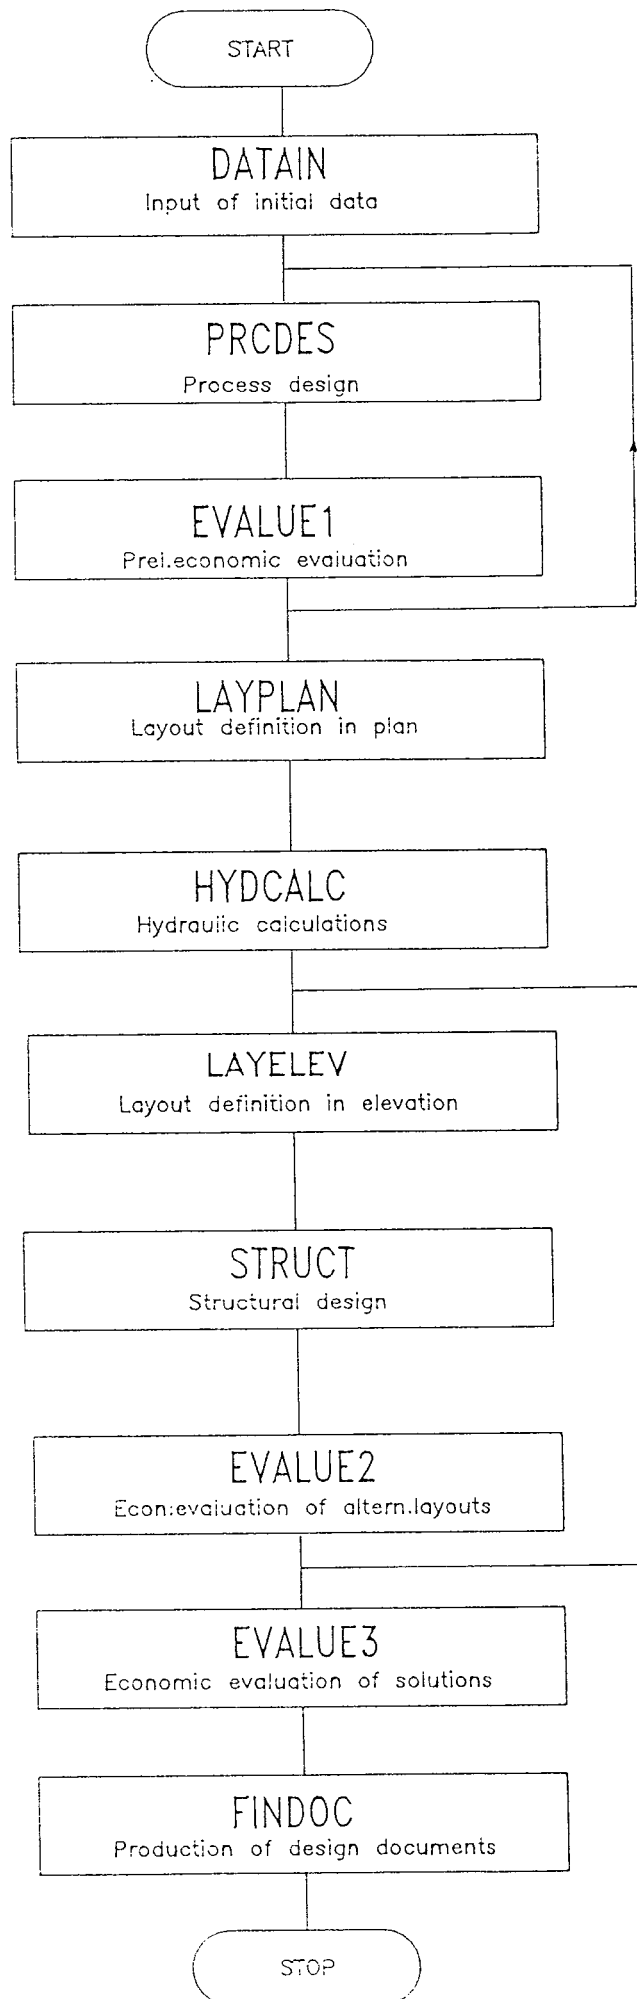 START
DATAIN
Input of initial data
PRCDES
Process design
EVALUE1
Prel.economic evaluation
LAYPLAN
Layout definition in plan
HYDCALC
Hydraulic calculations
LAYELEV
Layout definition in elevation
STRUCT
Structural design
EVALUE2
Econ:evaluation of altern.layouts
EVALUE3
Economic evaluation of solutions
FINDOC
Production of design documents
STOP